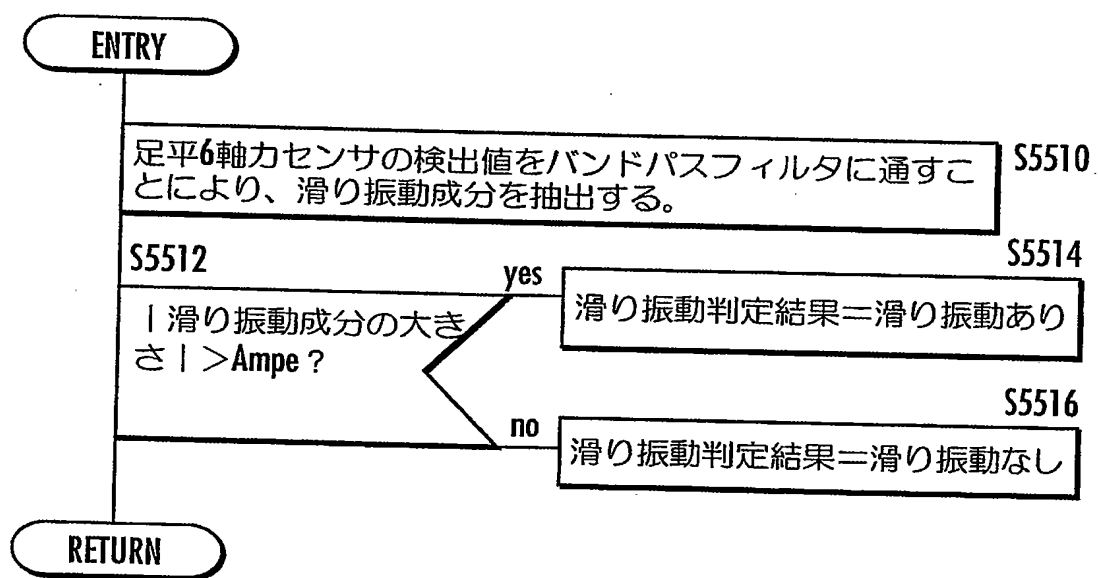 ENTRY
足平6軸力センサの検出値をバンドパスフィルタに通すこ
とにより、滑り振動成分を抽出する。
S5510
S5512
|滑り振動成分の大き
さ|>Ampe?
yes
S5514
滑り振動判定結果=滑り振動あり
no
S5516
滑り振動判定結果=滑り振動なし
RETURN